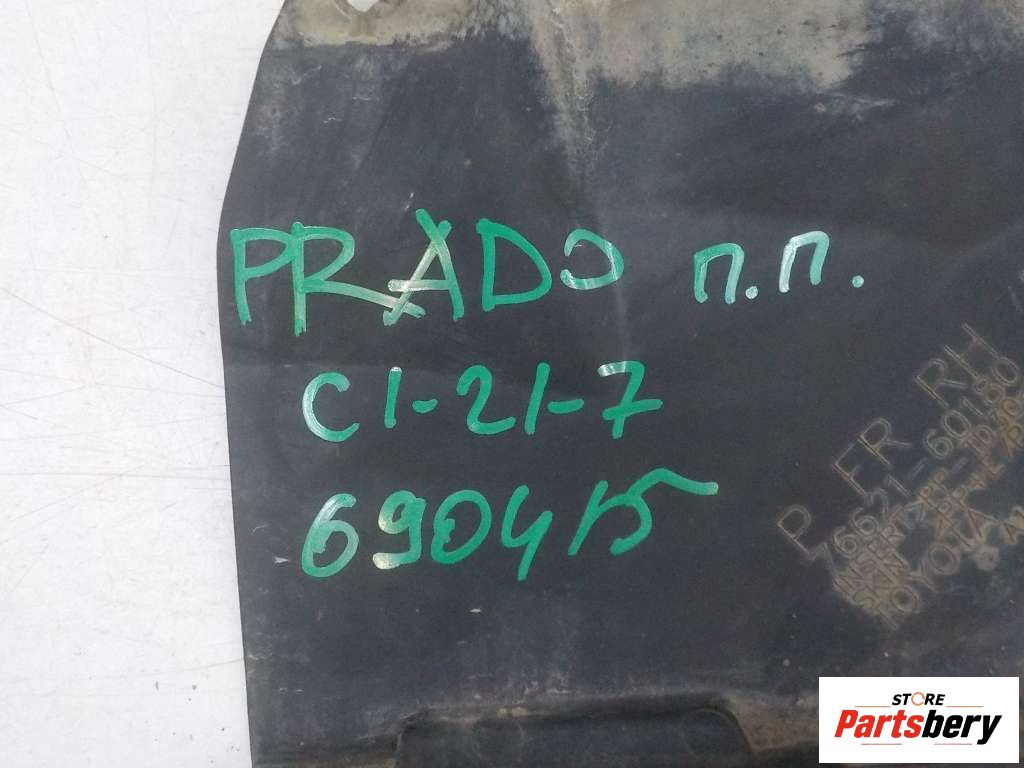 PRADO п.п.
C1-21-7
690415
P FR RH
76621-60180
TOYOTA
STORE
Partsbery